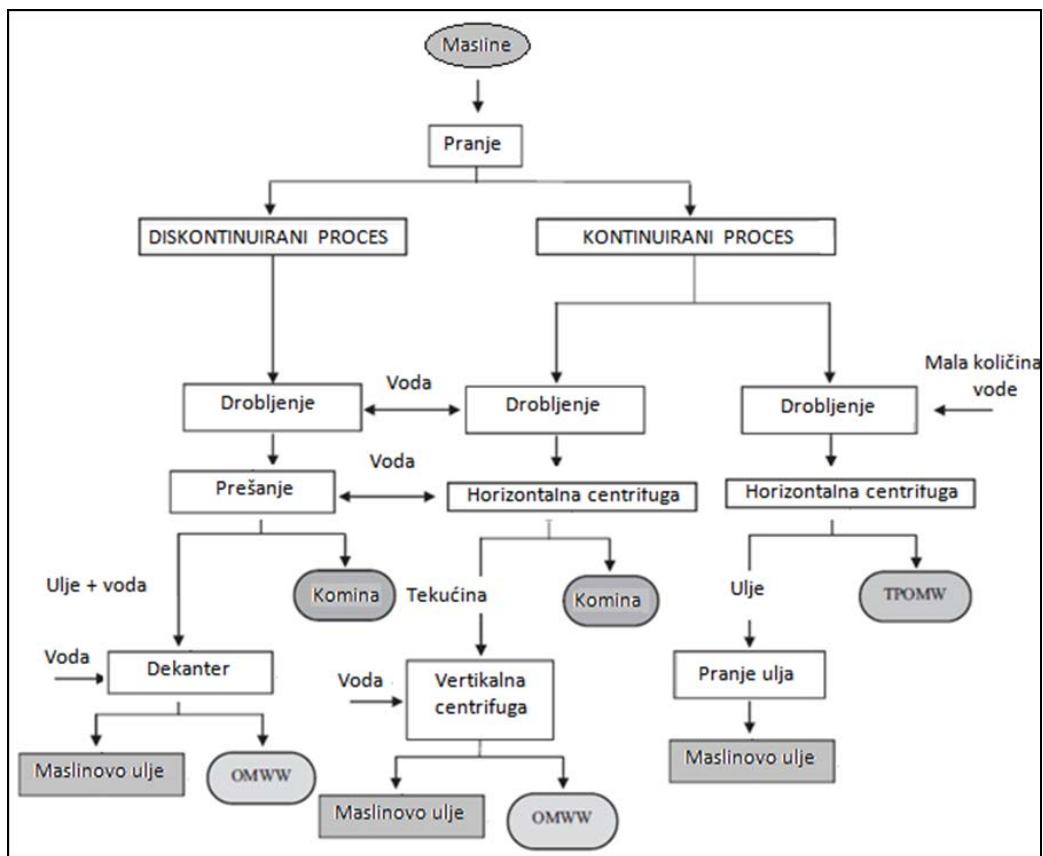 Masline
Pranje
DISKONTINUIRANI PROCES
KONTINUIRANI PROCES
Drobljenje
Voda
Drobljenje
Drobljenje
Mala količina
vode
Prešanje
Voda
Horizontalna centrifuga
Horizontalna centrifuga
Ulje + voda
Komina
Tekućina
Komina
Ulje
TPOMW
Voda
Dekanter
Voda
Vertikalna
centrifuga
Pranje ulja
Maslinovo ulje
OMWW
Maslinovo ulje
OMWW
Maslinovo ulje